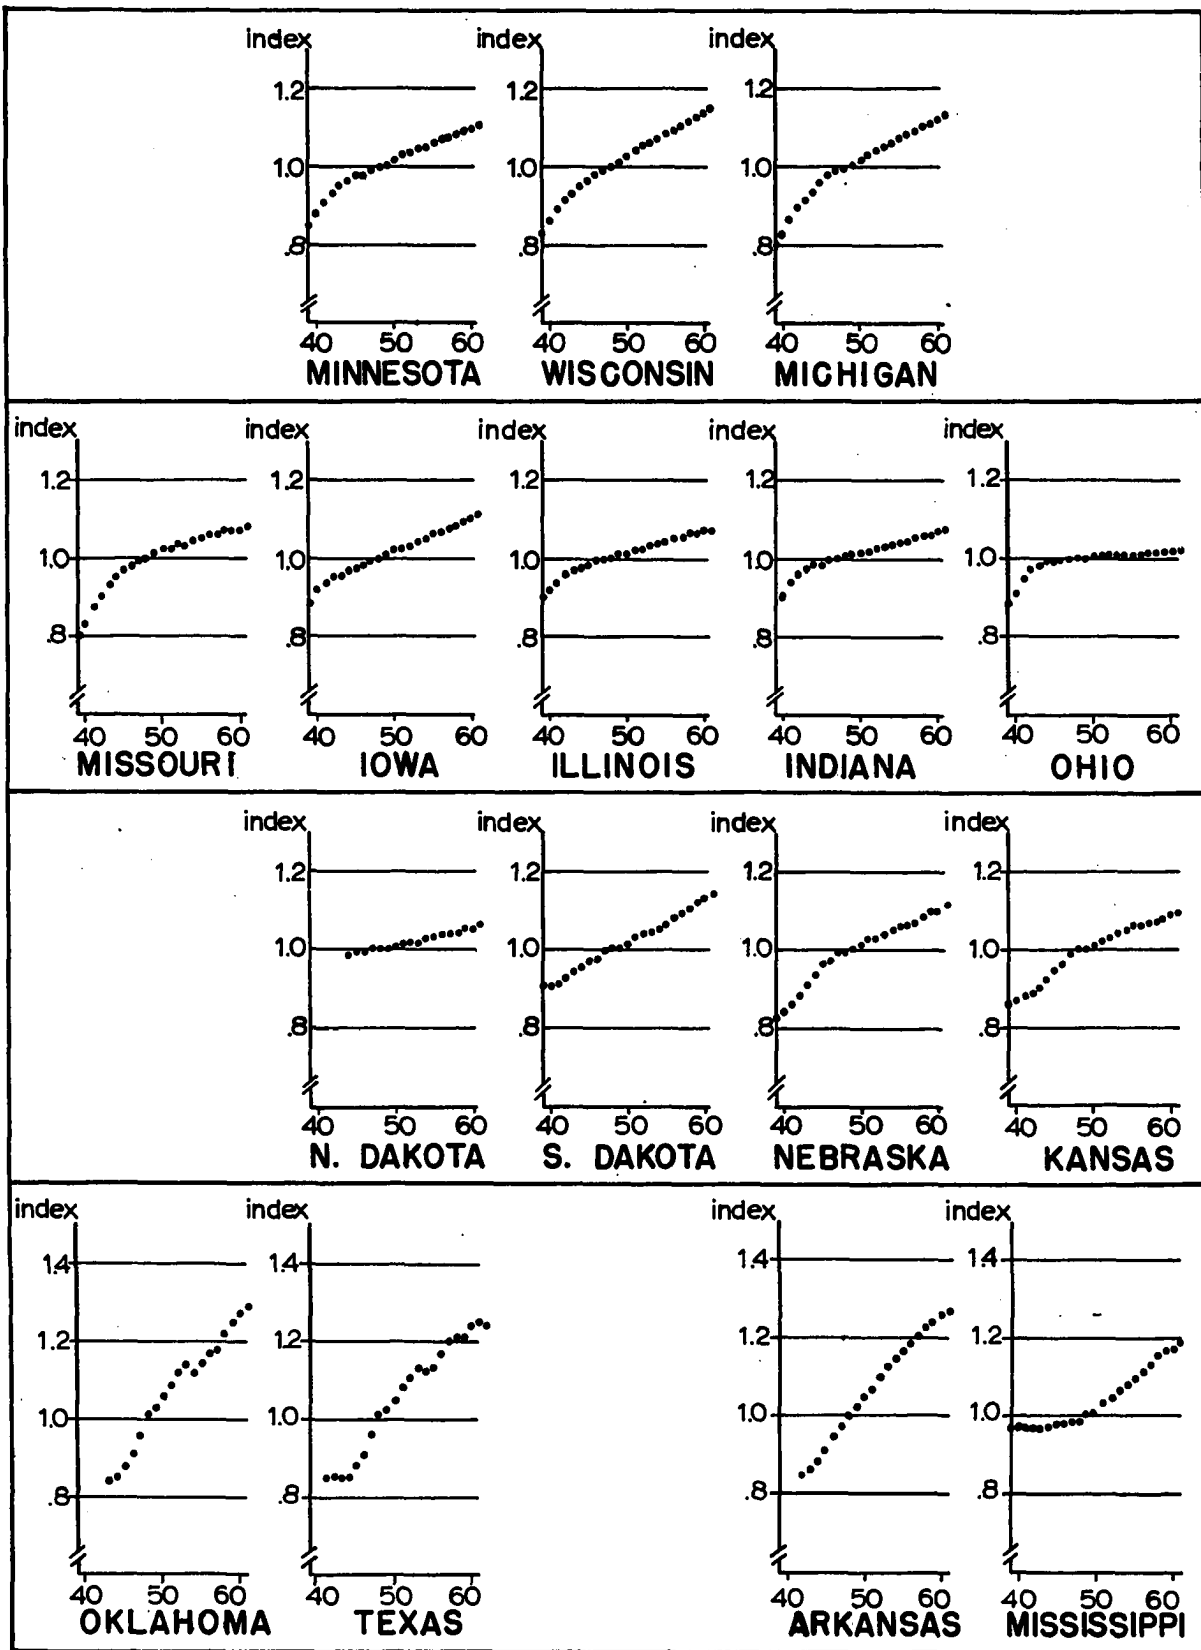 index index index
1.2 1.2 1.2
1.0 1.0 1.0
.8 .8 .8
40 50 60 40 50 60 40 50 60
MINNESOTA WISCONSIN MICHIGAN
index index index index index
1.2 1.2 1.2 1.2 1.2
1.0 1.0 1.0 1.0 1.0
.8 .8 .8 .8 .8
40 50 60 40 50 60 40 50 60 40 50 60 40 50 60
MISSOURI IOWA ILLINOIS INDIANA OHIO
index index index index
1.2 1.2 1.2 1.2
1.0 1.0 1.0 1.0
.8 .8 .8 .8
40 50 60 40 50 60 40 50 60 40 50 60
N. DAKOTA S. DAKOTA NEBRASKA KANSAS
index index index index
1.4 1.4 1.4 1.4
1.2 1.2 1.2 1.2
1.0 1.0 1.0 1.0
.8 .8 .8 .8
40 50 60 40 50 60 40 50 60 40 50 60
OKLAHOMA TEXAS ARKANSAS MISSISSIPPI